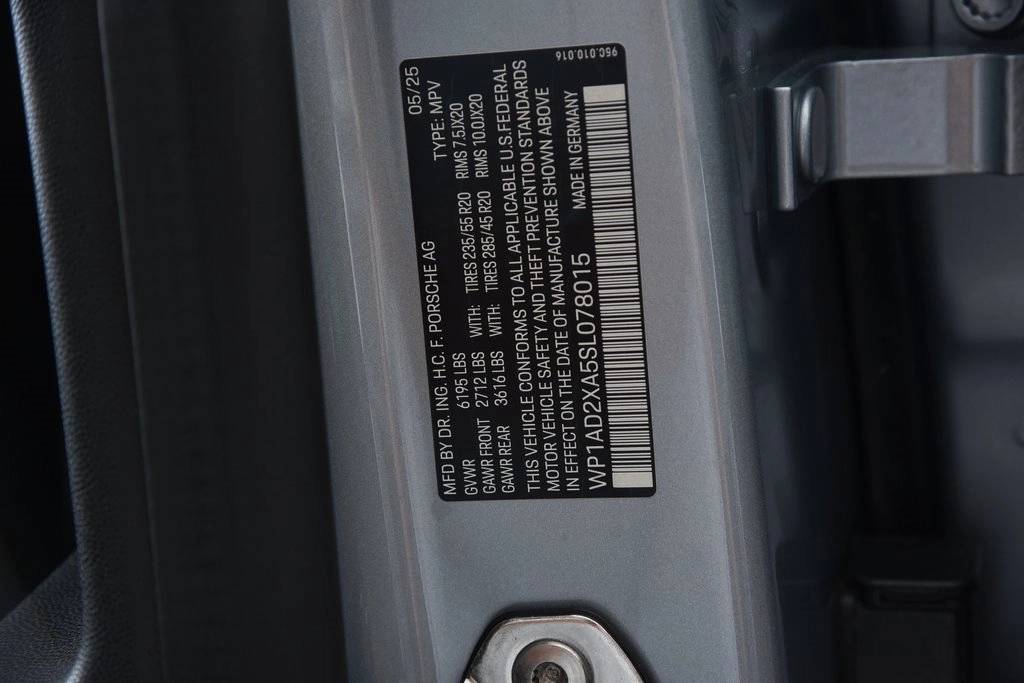 MFD BY DR. ING. H.C. F. PORSCHE AG 05/25
GVWR 6195 LBS TYPE: MPV
GAWR FRONT 2712 LBS WITH: TIRES 235/55 R20 RIMS 7.5JX20
GAWR REAR 3616 LBS WITH: TIRES 285/45 R20 RIMS 10.0JX20
THIS VEHICLE CONFORMS TO ALL APPLICABLE U.S. FEDERAL
MOTOR VEHICLE SAFETY AND THEFT PREVENTION STANDARDS
IN EFFECT ON THE DATE OF MANUFACTURE SHOWN ABOVE
WP1AD2XA5SL078015 MADE IN GERMANY
95C.010.016